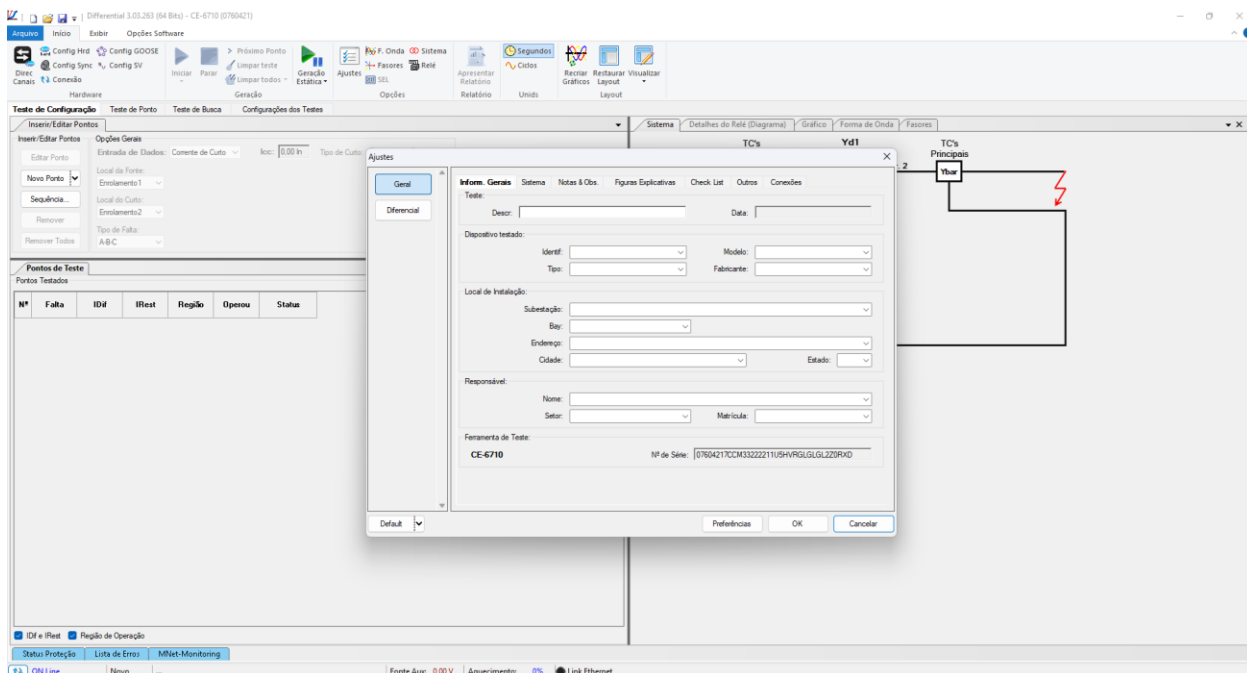 Differential 3.03.263 (64 Bits) - CE-6710 (0760421)
Arquivo Início Exibir Opções Software
Direc Canais
Config Hrd Config GOOSE
Config Sync Config SV
Conexão
Hardware
Iniciar Parar
Próximo Ponto
Limpar teste
Limpar todos
Geração Estática
Geração
Ajustes
F. Onda Sistema
Fasores Relé
SEL
Opções
Apresentar Relatório
Relatório
Segundos
Ciclos
Unids
Recriar Gráficos
Restaurar Layout
Visualizar
Layout
Teste de Configuração Teste de Ponto Teste de Busca Configurações dos Testes
Inserir/Editar Pontos
Inserir/Editar Pontos
Editar Ponto
Novo Ponto
Sequência...
Remover
Remover Todos
Opções Gerais
Entrada de Dados: Corrente de Curto Icc: 0,00 In Tipo de Curto:
Local da Fonte:
Enrolamento1
Local do Curto:
Enrolamento2
Tipo de Falta:
A-B-C
Pontos de Teste
Pontos Testados
Nº Falta IDif IRest Região Operou Status
IDif e IRest Região de Operação
Sistema Detalhes do Relé (Diagrama) Gráfico Forma de Onda Fasores
TC's Yd1 TC's
Principais
2
Ybar
Ajustes
Geral
Diferencial
Inform. Gerais Sistema Notas & Obs. Figuras Explicativas Check List Outros Conexões
Teste:
Descr: Data:
Dispositivo testado:
Identif: Modelo:
Tipo: Fabricante:
Local de Instalação:
Subestação:
Bay:
Endereço:
Cidade: Estado:
Responsável:
Nome:
Setor: Matrícula:
Ferramenta de Teste:
CE-6710 Nº de Série: 07604217CCM33222211U5HVRGLGLGL2Z0RXD
Default Preferências OK Cancelar
Status Proteção Lista de Erros MNet-Monitoring
ON Line Novo ... Fonte Aux: 0,00 V Aquecimento: 0% Link Ethernet